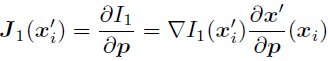 J₁(x′ᵢ) = ∂I₁/∂p = ∇I₁(x′ᵢ) ∂x′/∂p (xᵢ)